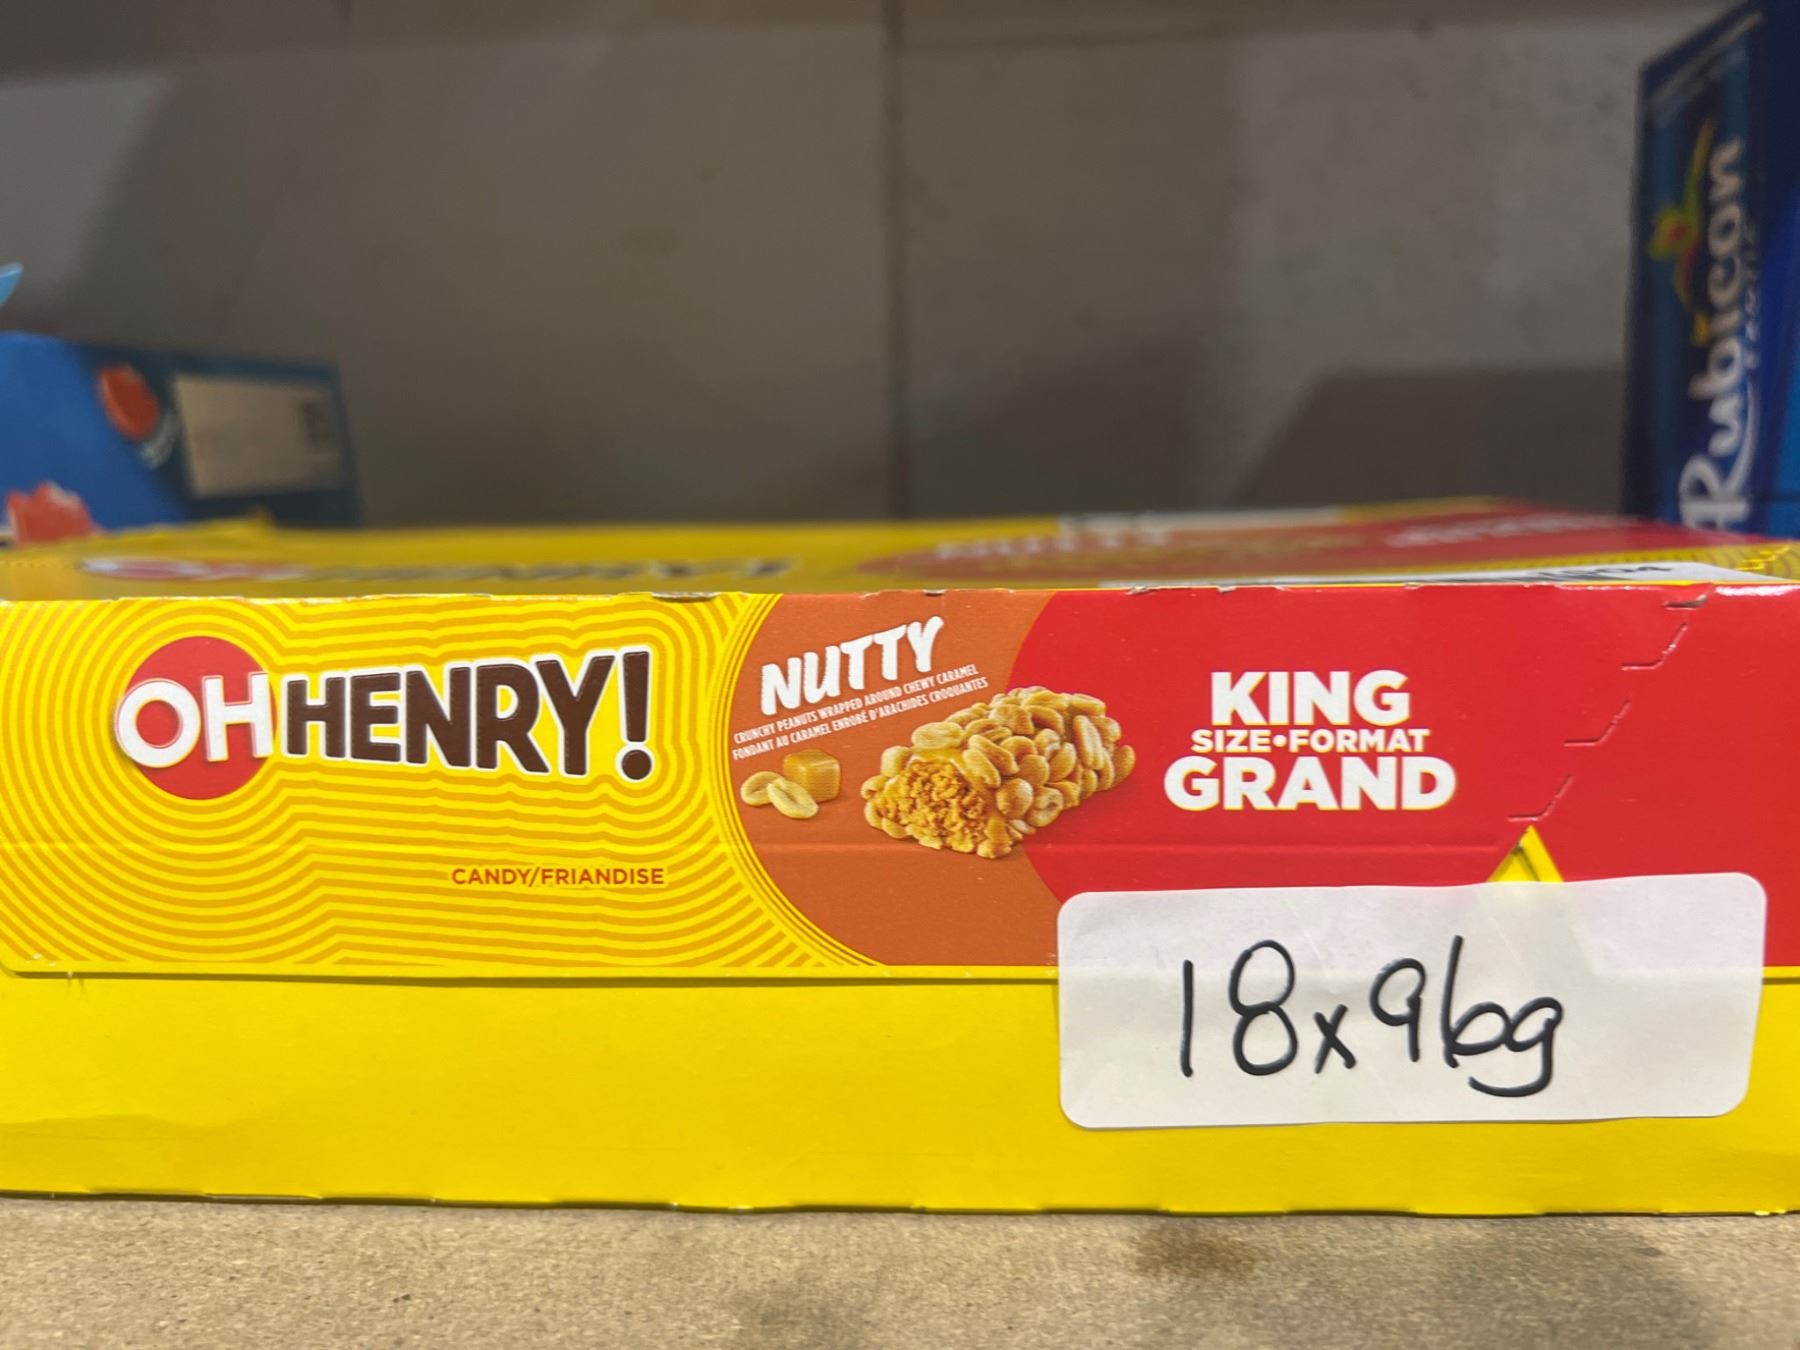 OH HENRY!
CANDY/FRIANDISE
NUTTY
CRUNCHY PEANUTS WRAPPED AROUND CHEWY CARAMEL
FONDANT AU CARAMEL ENROBÉ D'ARACHIDES CROQUANTES
KING
SIZE•FORMAT
GRAND
18x96g
Rubicon